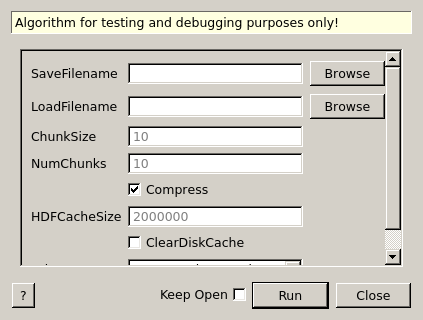 Algorithm for testing and debugging purposes only!
SaveFilename Browse
LoadFilename Browse
ChunkSize 10
NumChunks 10
Compress
HDFCacheSize 2000000
ClearDiskCache
? Keep Open Run Close